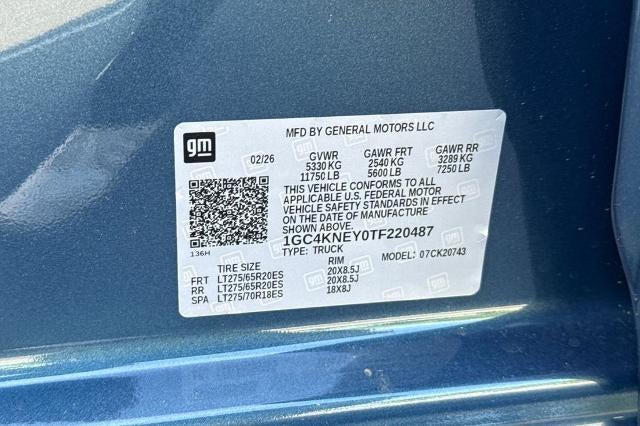 MFD BY GENERAL MOTORS LLC
gm
02/26 GVWR GAWR FRT GAWR RR
5330 KG 2540 KG 3289 KG
11750 LB 5600 LB 7250 LB
THIS VEHICLE CONFORMS TO ALL
APPLICABLE U.S. FEDERAL MOTOR
VEHICLE SAFETY STANDARDS IN EFFECT
ON THE DATE OF MANUFACTURE
SHOWN ABOVE.
1GC4KNEY0TF220487
136H TYPE: TRUCK MODEL: 07CK20743
TIRE SIZE RIM
FRT LT275/65R20ES 20X8.5J
RR LT275/65R20ES 20X8.5J
SPA LT275/70R18ES 18X8J